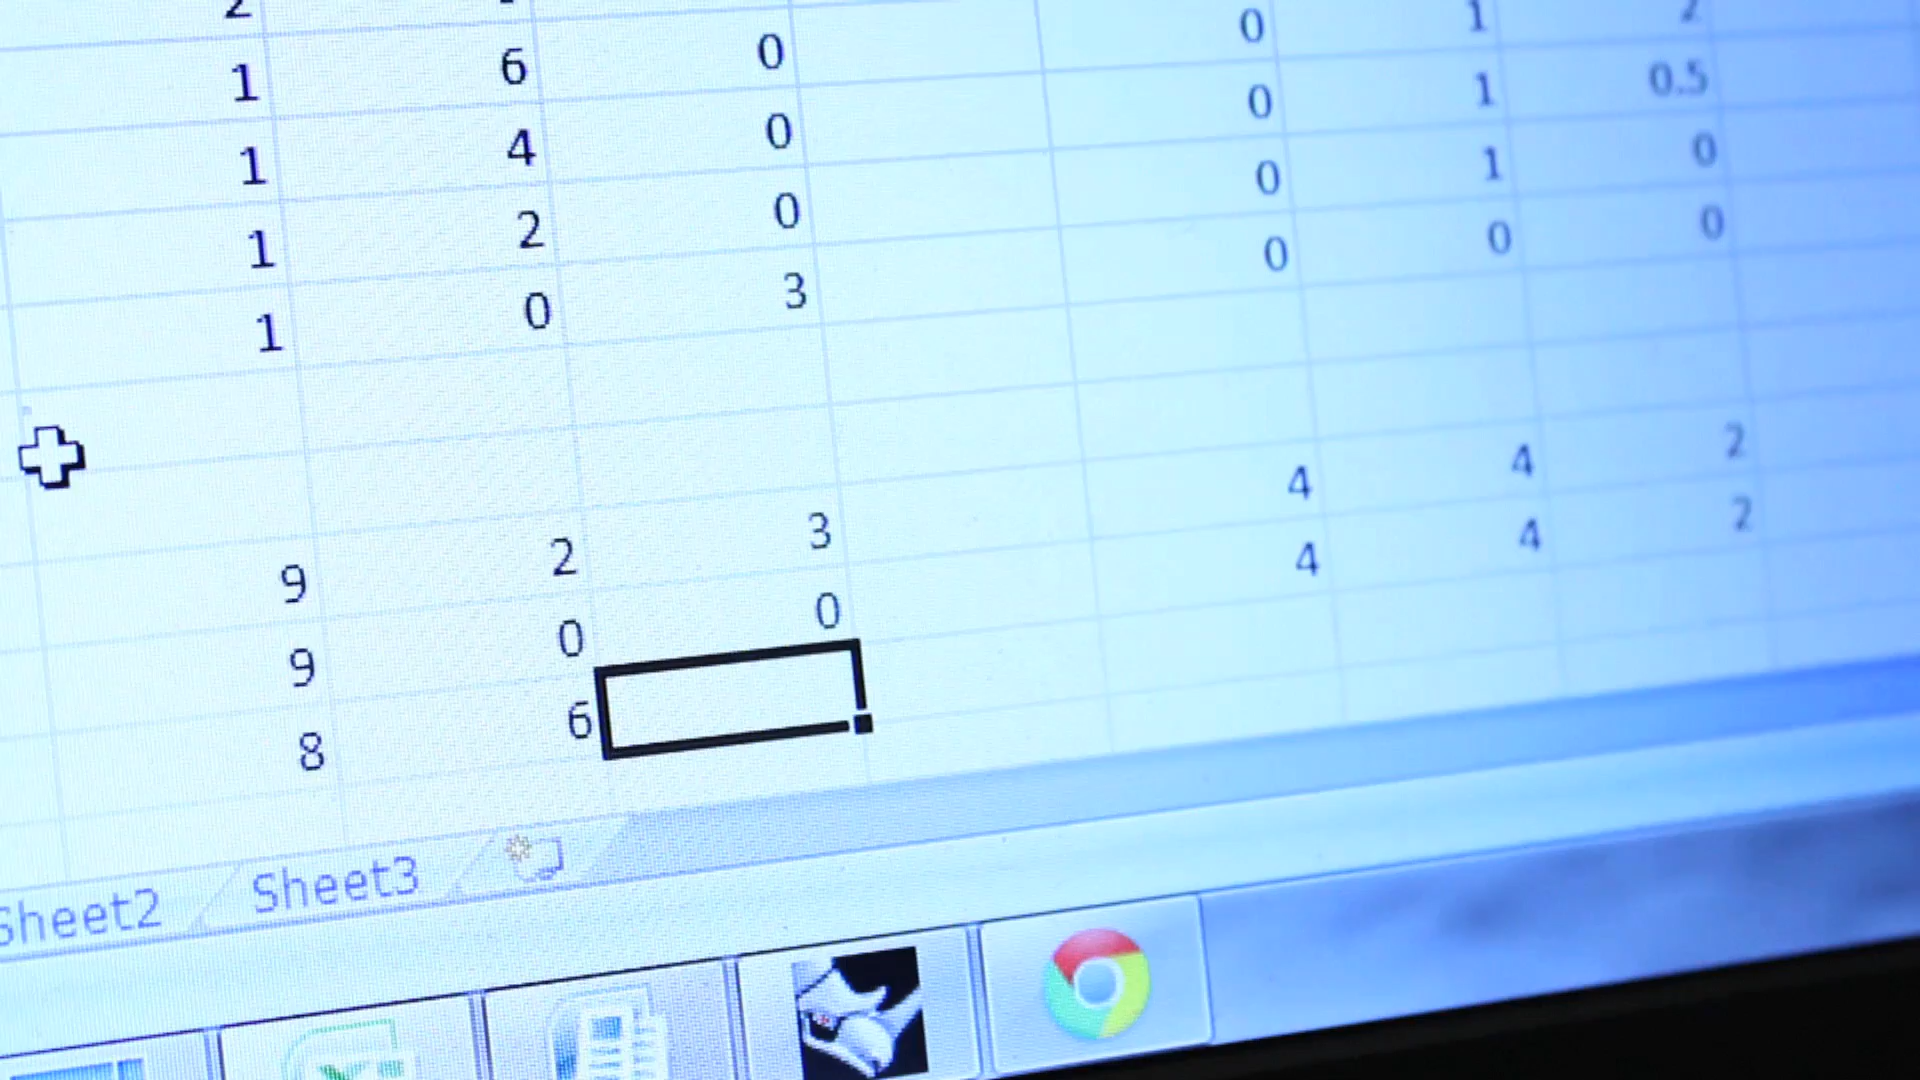 2 2
1 6 0 0 1 0.5
1 4 0 0 1 0
1 2 0 0 0 0
1 0 3 0
9 2 3 4 4 2
9 0 0 4 4 2
8 6
Sheet2 Sheet3